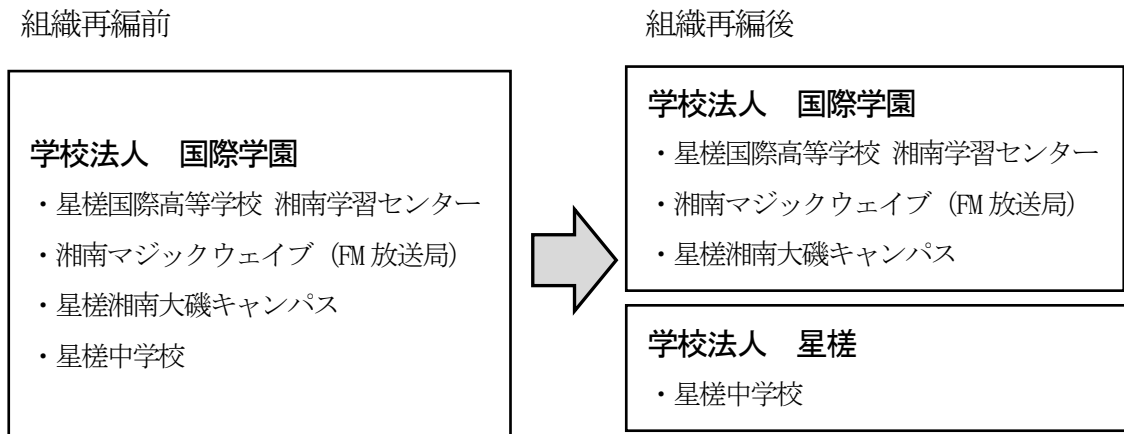 組織再編前
学校法人　国際学園
・星槎国際高等学校 湘南学習センター
・湘南マジックウェイブ（FM 放送局）
・星槎湘南大磯キャンパス
・星槎中学校
組織再編後
学校法人　国際学園
・星槎国際高等学校 湘南学習センター
・湘南マジックウェイブ（FM 放送局）
・星槎湘南大磯キャンパス
学校法人　星槎
・星槎中学校